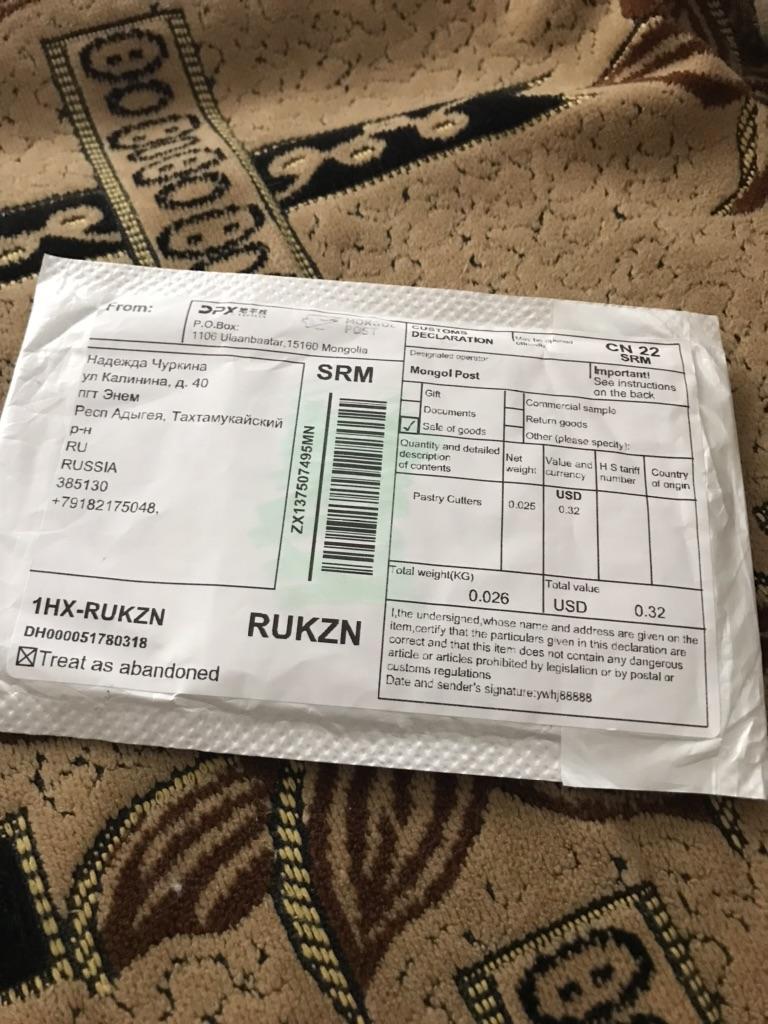 From:
DPX
MONGOL
POST
P.O.Box:
1106 Ulaanbaatar,15160 Mongolia
Надежда Чуркина
ул Калинина, д. 40
пгт Энем
Респ Адыгея, Тахтамукайский
р-н
RU
RUSSIA
385130
+79182175048,
SRM
ZX137507495MN
1HX-RUKZN
DH000051780318
RUKZN
Treat as abandoned
CUSTOMS
DECLARATION
May be opened
officially
CN 22
SRM
Designated operator
Mongol Post
Important!
See instructions
on the back
Gift
Documents
✓ Sale of goods
Commercial sample
Return goods
Other (please specify):
Quantity and detailed
description
of contents
Net
weight
Value and
currency
H S tariff
number
Country
of origin
Pastry Cutters
0.025
USD
0.32
Total weight(KG)
0.026
Total value
USD 0.32
I,the undersigned,whose name and address are given on the
item,certify that the particulars given in this declaration are
correct and that this item does not contain any dangerous
article or articles prohibited by legislation or by postal or
customs regulations
Date and sender's signature:ywhj88888